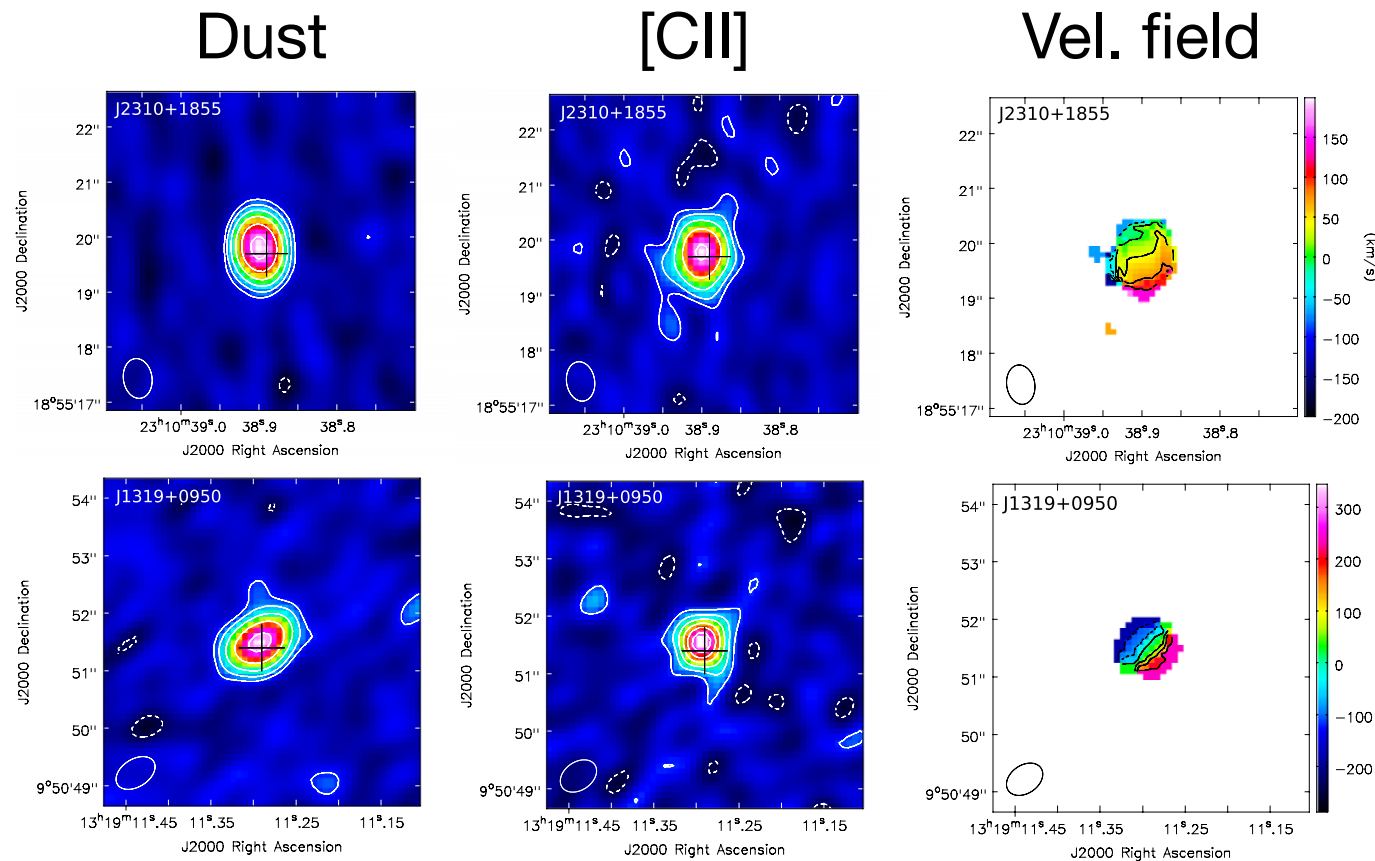 Dust [CII] Vel. field
J2310+1855 J2310+1855 J2310+1855
22" 22" 22" 150
21" 21" 21" 100
J2000 Declination J2000 Declination J2000 Declination 50
20" 20" 20" 0 (km/s)
19" 19" 19" −50
−100
18" 18" 18" −150
18°55'17" 18°55'17" 18°55'17" −200
23ʰ10ᵐ39ˢ.0 38ˢ.9 38ˢ.8 23ʰ10ᵐ39ˢ.0 38ˢ.9 38ˢ.8 23ʰ10ᵐ39ˢ.0 38ˢ.9 38ˢ.8
J2000 Right Ascension J2000 Right Ascension J2000 Right Ascension
J1319+0950 J1319+0950 J1319+0950
54" 54" 54" 300
53" 53" 53" 200
J2000 Declination J2000 Declination J2000 Declination
52" 52" 52" 100
51" 51" 51" 0
50" 50" 50" −100
9°50'49" 9°50'49" 9°50'49" −200
13ʰ19ᵐ11ˢ.45 11ˢ.35 11ˢ.25 11ˢ.15 13ʰ19ᵐ11ˢ.45 11ˢ.35 11ˢ.25 11ˢ.15 13ʰ19ᵐ11ˢ.45 11ˢ.35 11ˢ.25 11ˢ.15
J2000 Right Ascension J2000 Right Ascension J2000 Right Ascension